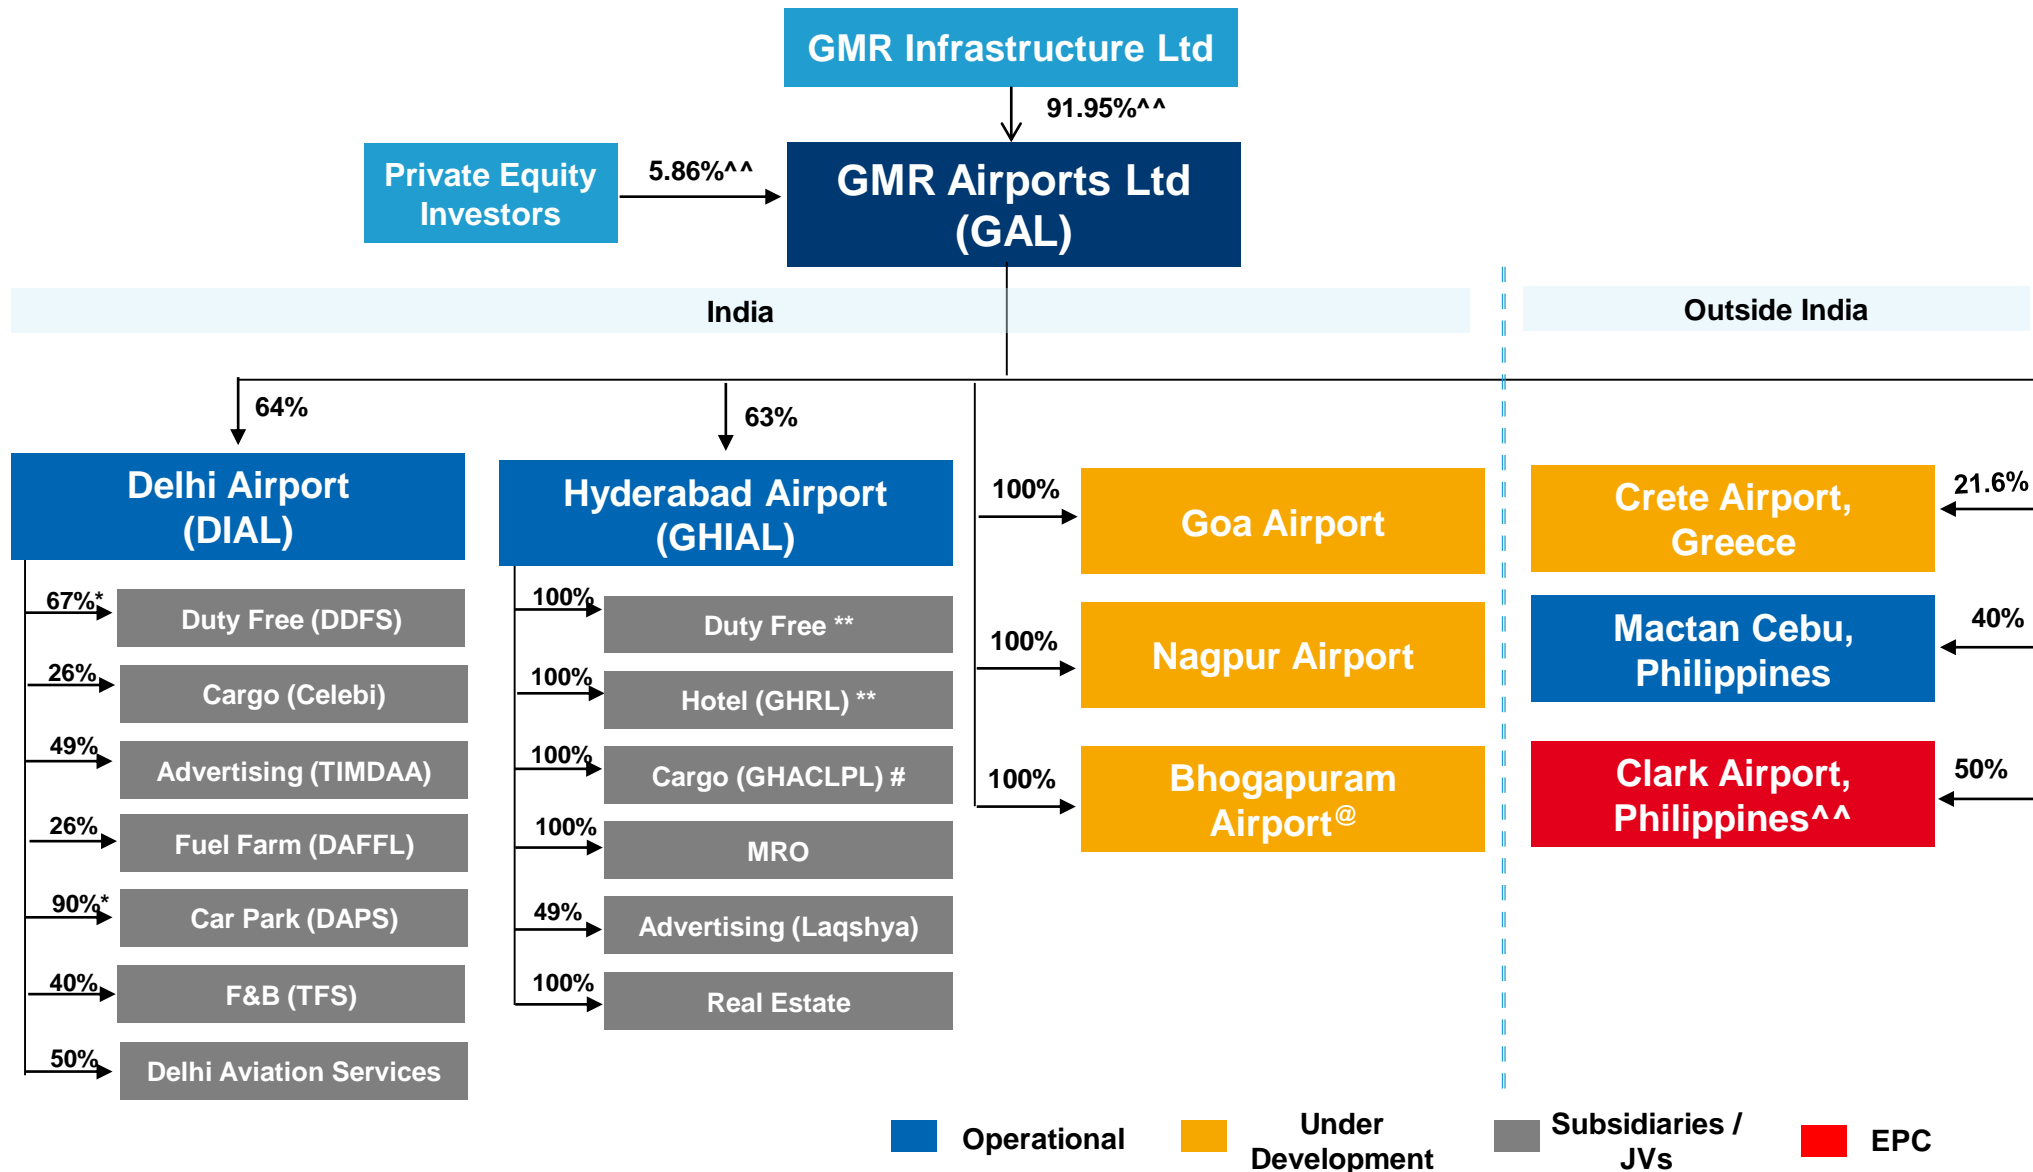 GMR Infrastructure Ltd
91.95%^^
Private Equity
Investors
5.86%^^
GMR Airports Ltd
(GAL)
India
Outside India
64%
63%
Delhi Airport
(DIAL)
67%*
Duty Free (DDFS)
26%
Cargo (Celebi)
49%
Advertising (TIMDAA)
26%
Fuel Farm (DAFFL)
90%*
Car Park (DAPS)
40%
F&B (TFS)
50%
Delhi Aviation Services
Hyderabad Airport
(GHIAL)
100%
Duty Free **
100%
Hotel (GHRL) **
100%
Cargo (GHACLPL) #
100%
MRO
49%
Advertising (Laqshya)
100%
Real Estate
100%
Goa Airport
100%
Nagpur Airport
100%
Bhogapuram
Airport@
Crete Airport,
Greece
21.6%
Mactan Cebu,
Philippines
40%
Clark Airport,
Philippines^^
50%
Operational
Under
Development
Subsidiaries /
JVs
EPC